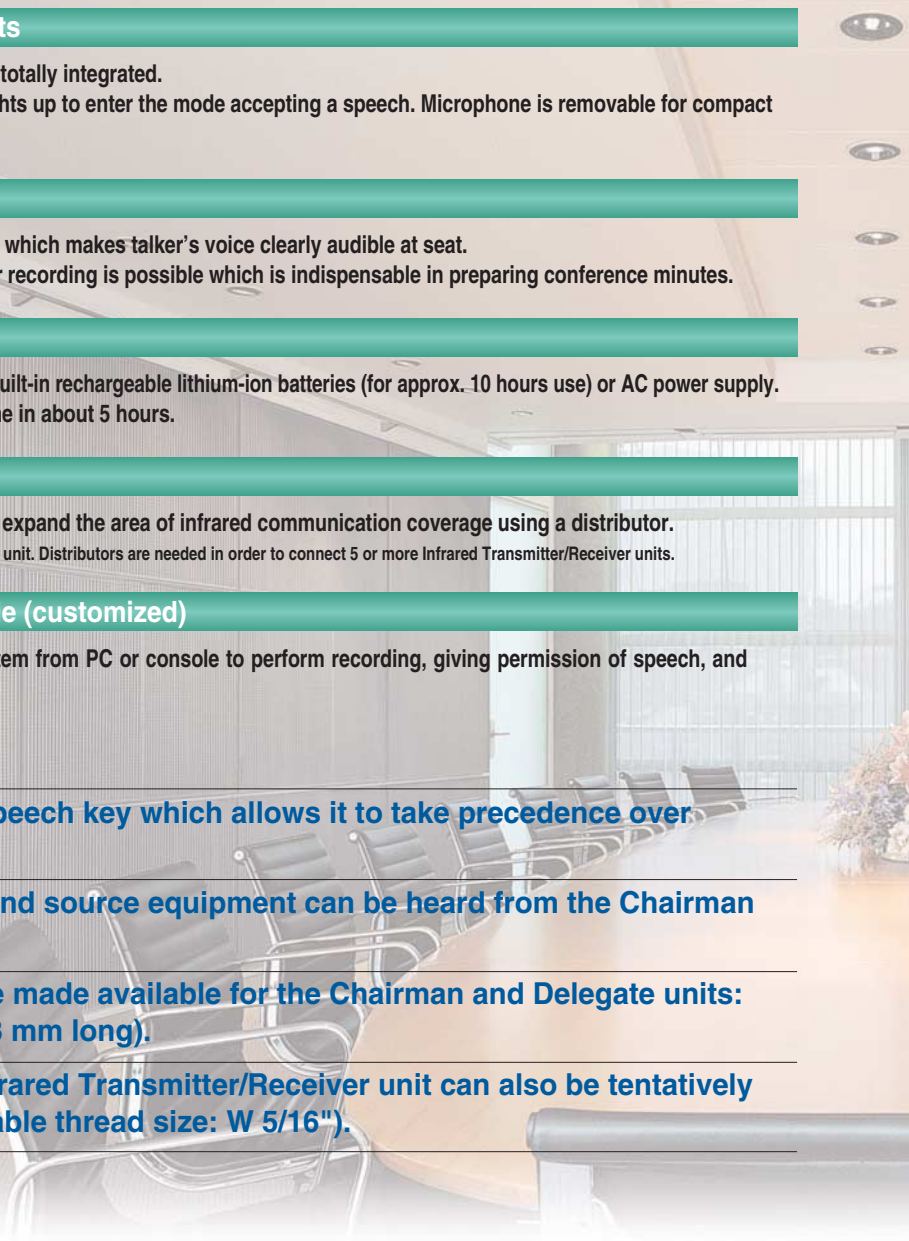 ts
totally integrated.
hts up to enter the mode accepting a speech. Microphone is removable for compact
which makes talker’s voice clearly audible at seat.
r recording is possible which is indispensable in preparing conference minutes.
uilt-in rechargeable lithium-ion batteries (for approx. 10 hours use) or AC power supply.
ne in about 5 hours.
expand the area of infrared communication coverage using a distributor.
unit. Distributors are needed in order to connect 5 or more Infrared Transmitter/Receiver units.
e (customized)
tem from PC or console to perform recording, giving permission of speech, and
peech key which allows it to take precedence over
nd source equipment can be heard from the Chairman
e made available for the Chairman and Delegate units:
mm long).
rared Transmitter/Receiver unit can also be tentatively
able thread size: W 5/16").